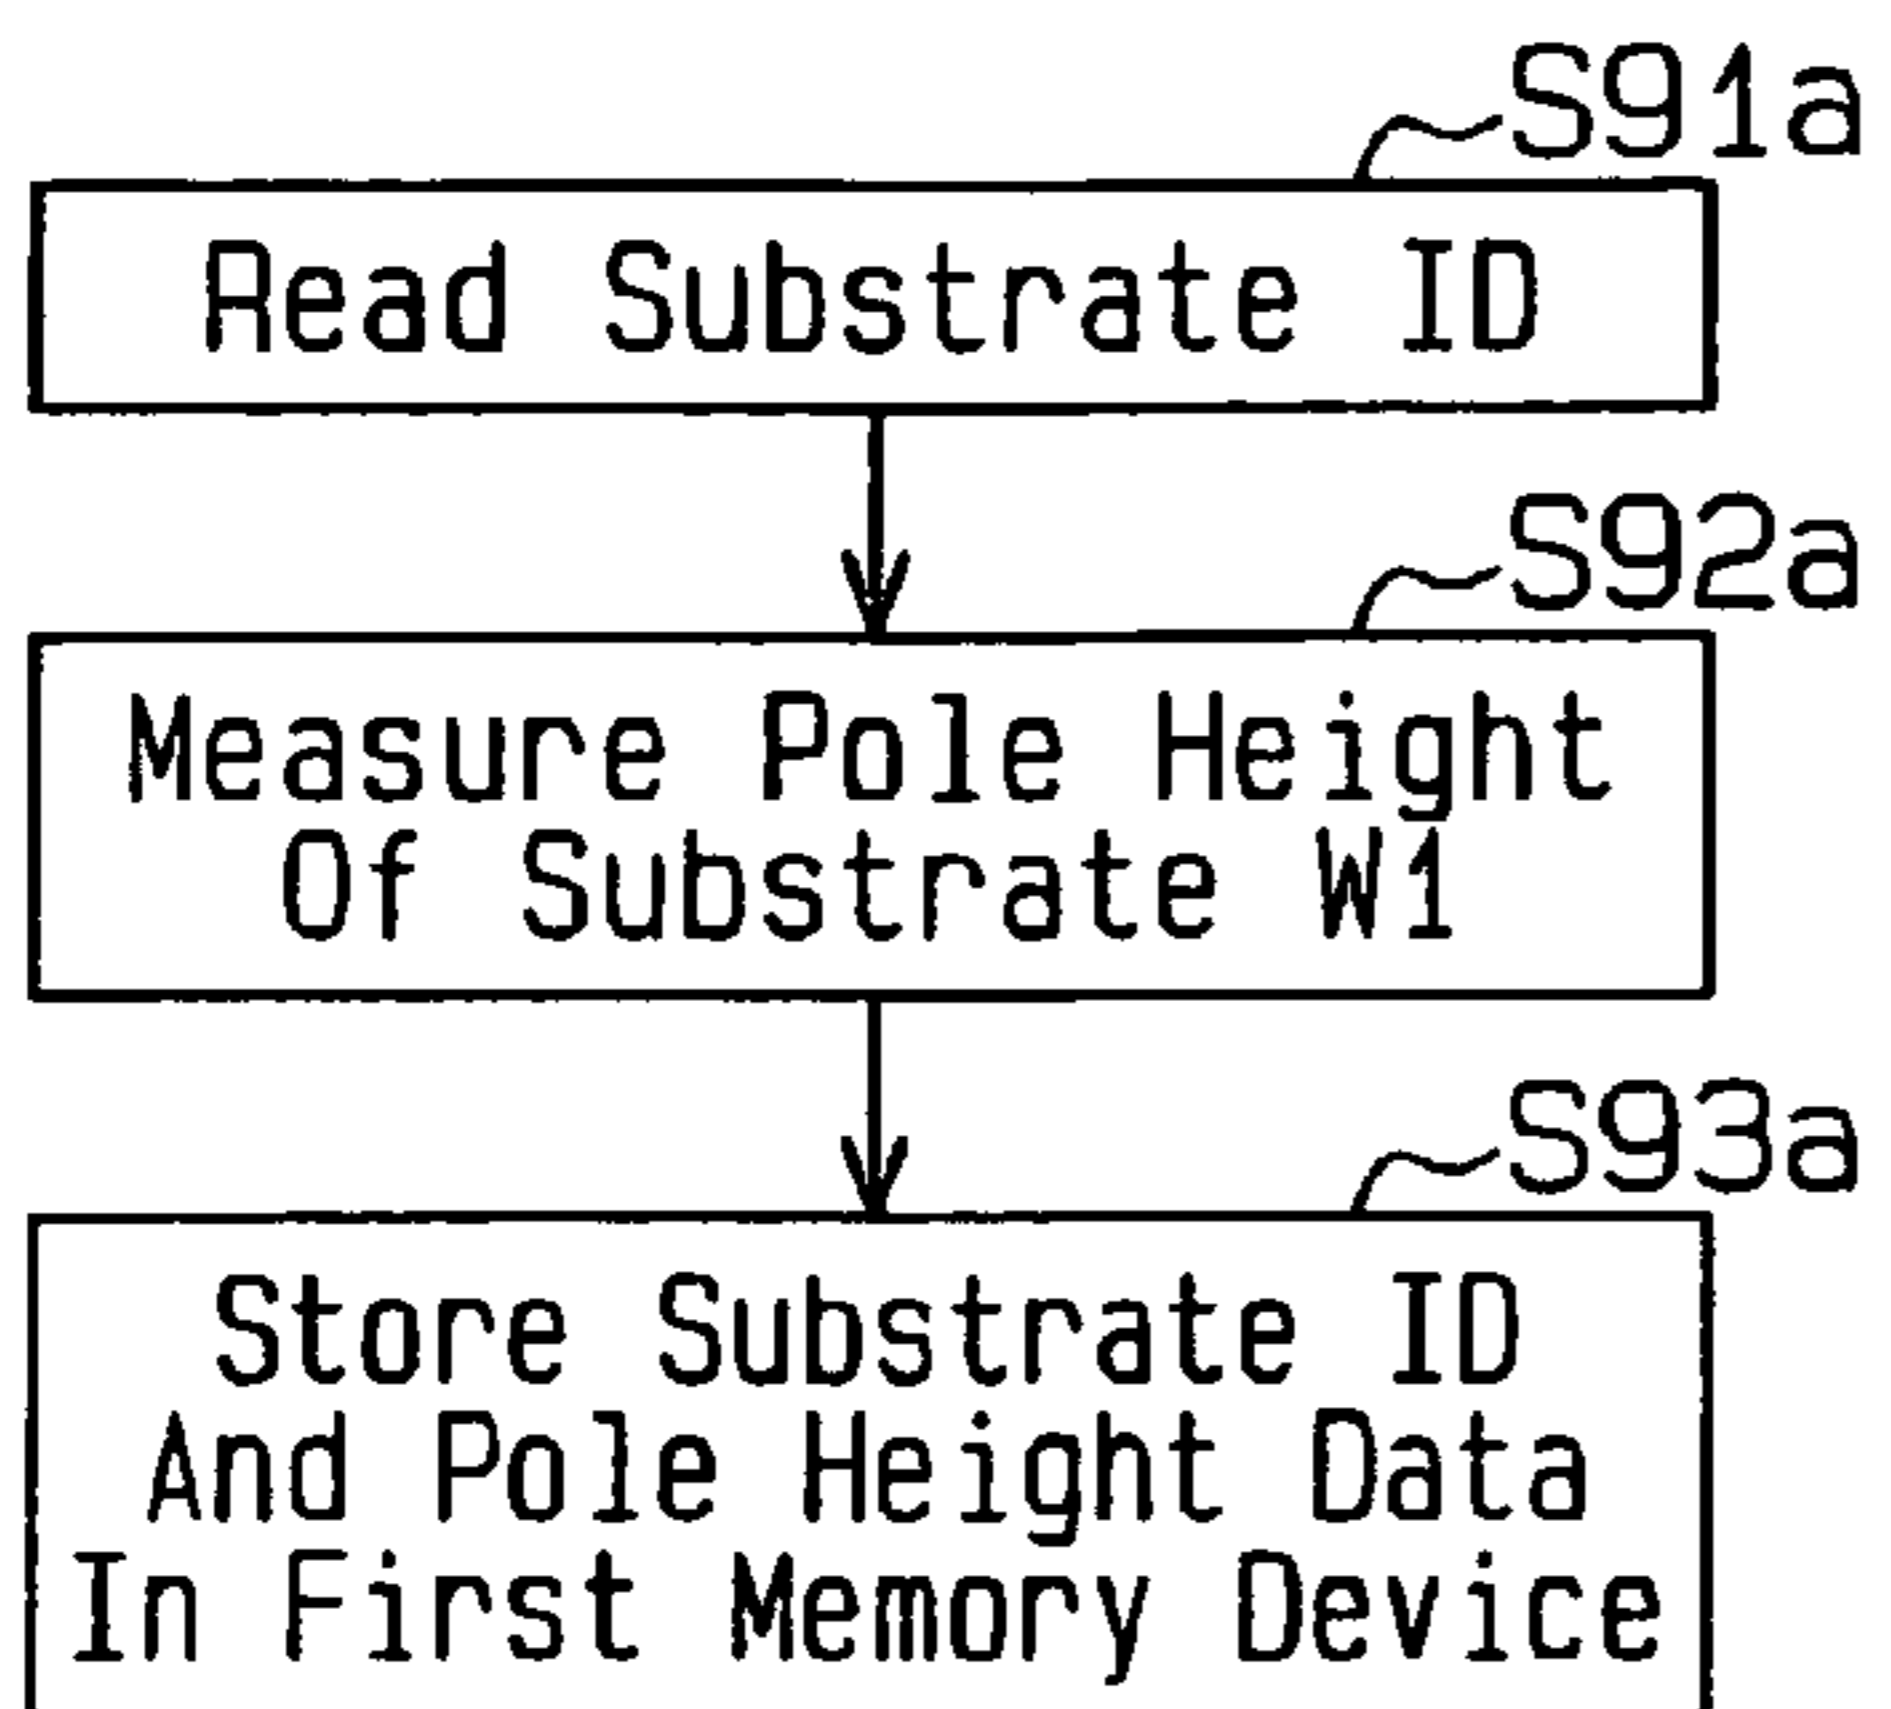 S91a
Read Substrate ID
S92a
Measure Pole Height
Of Substrate W1
S93a
Store Substrate ID
And Pole Height Data
In First Memory Device